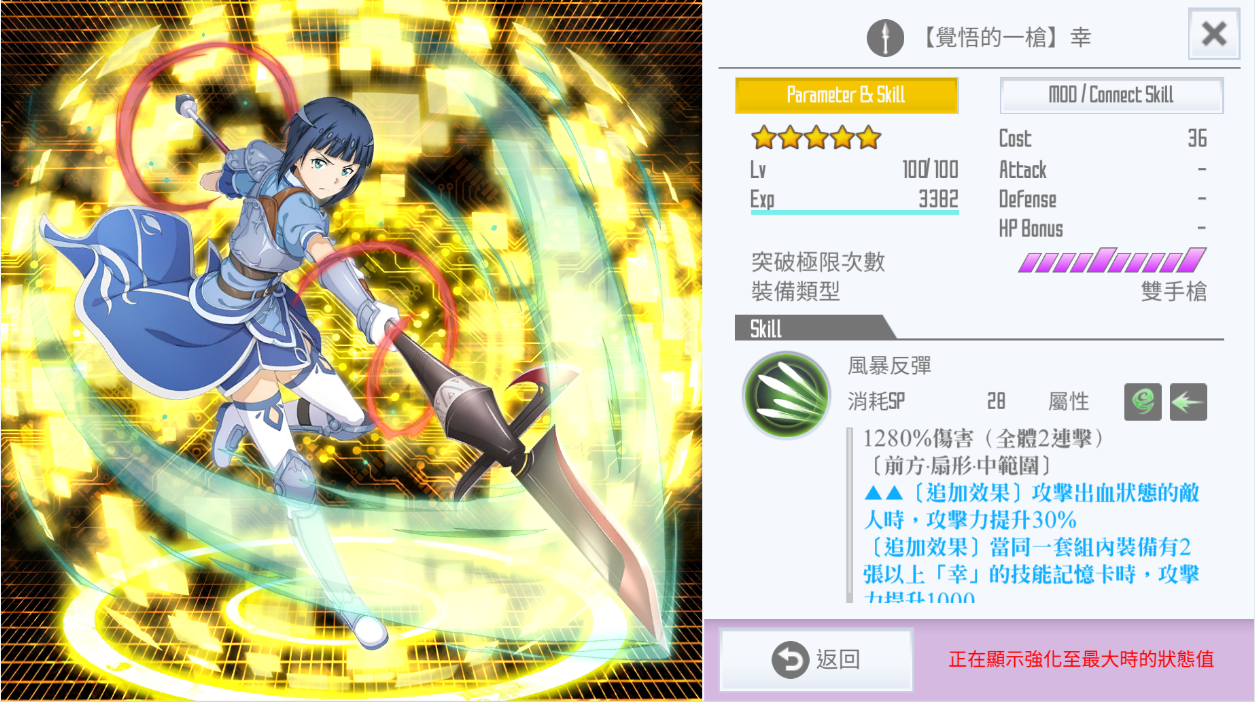 【覺悟的一槍】幸
Parameter & Skill
MOD / Connect Skill
Lv 100/100
Exp 3382
Cost 36
Attack -
Defense -
HP Bonus -
突破極限次數
裝備類型 雙手槍
Skill
風暴反彈
消耗SP 28 屬性
1280%傷害（全體2連擊）
〔前方·扇形·中範圍〕
▲▲〔追加效果〕攻擊出血狀態的敵
人時，攻擊力提升30%
〔追加效果〕當同一套組內裝備有2
張以上「幸」的技能記憶卡時，攻擊
力提升1000
返回
正在顯示強化至最大時的狀態值